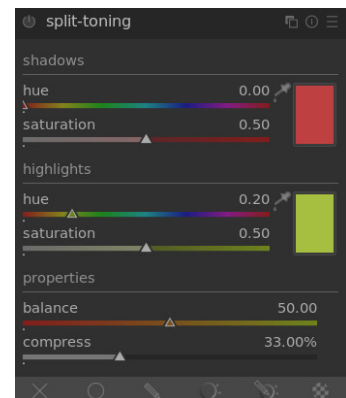 split-toning
shadows
hue 0.00
saturation 0.50
highlights
hue 0.20
saturation 0.50
properties
balance 50.00
compress 33.00%